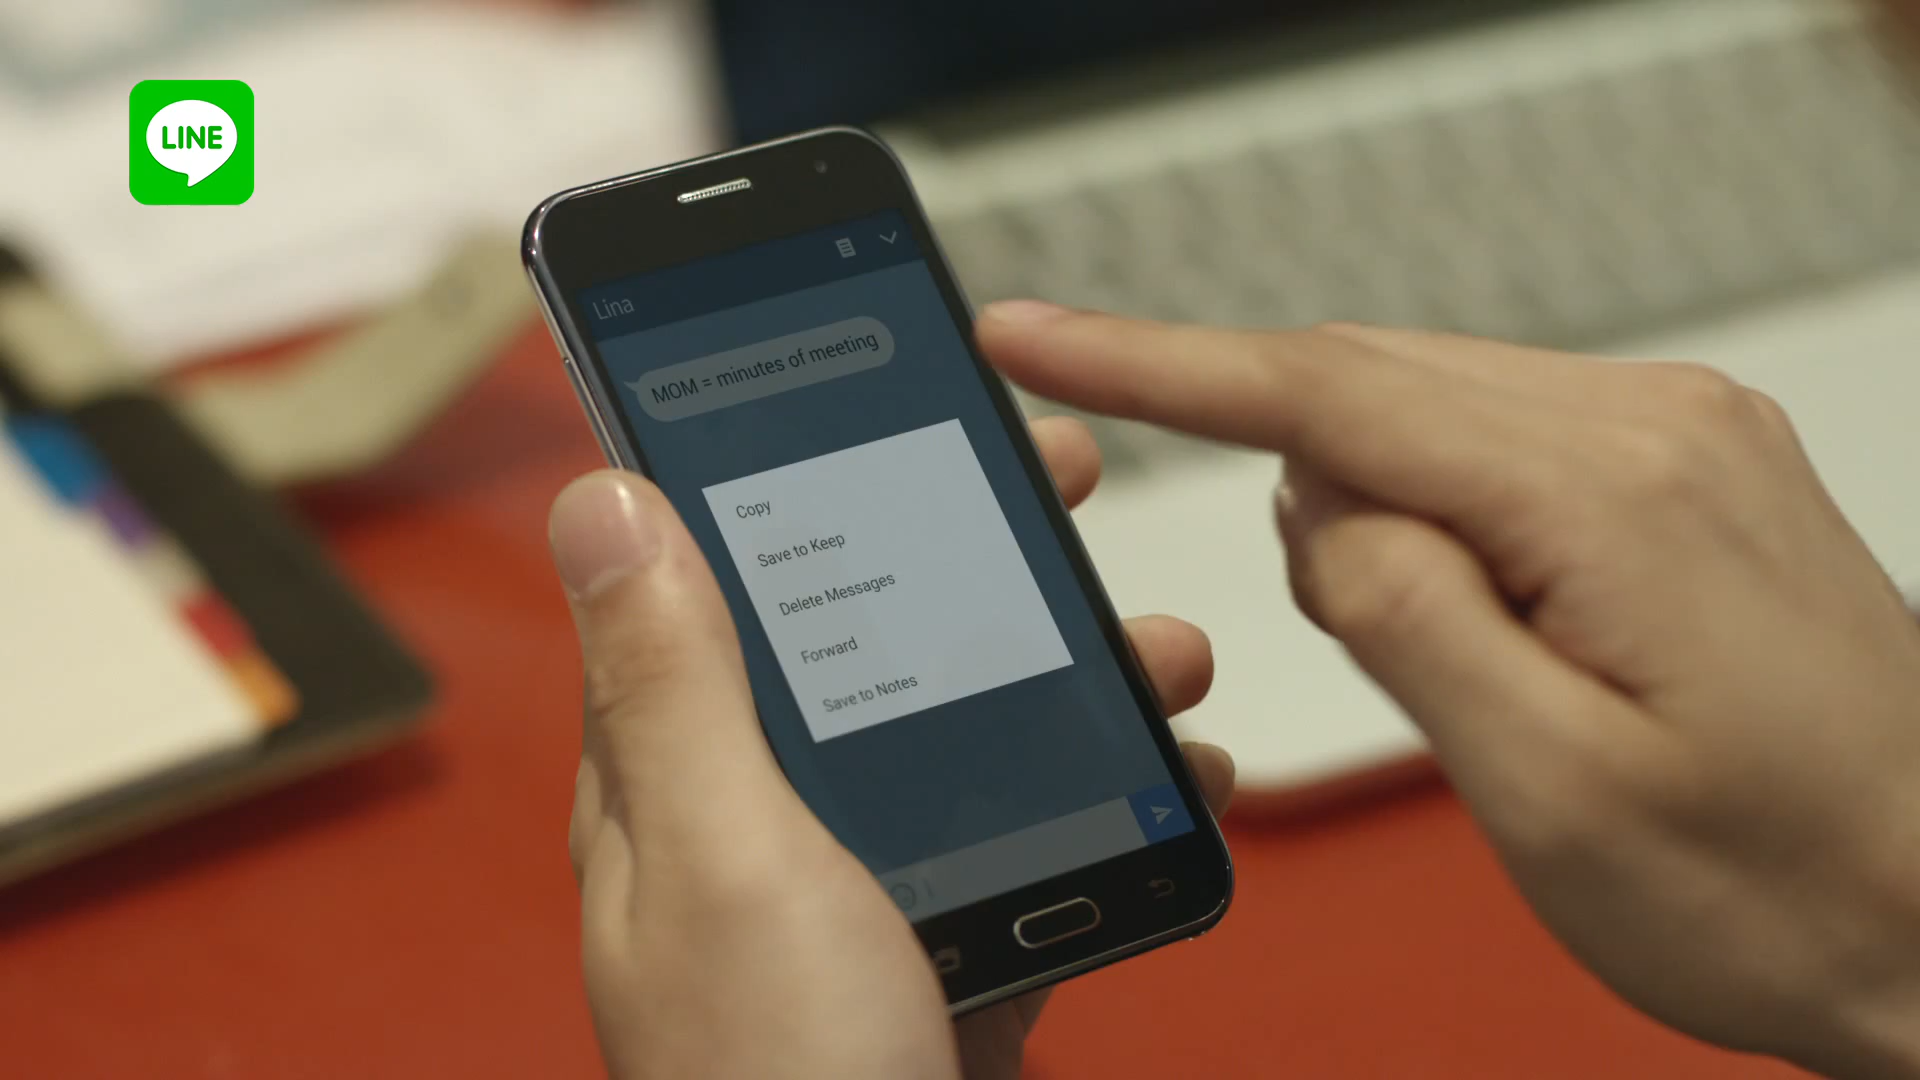 LINE
Lina
MOM = minutes of meeting
Copy
Save to Keep
Delete Messages
Forward
Save to Notes